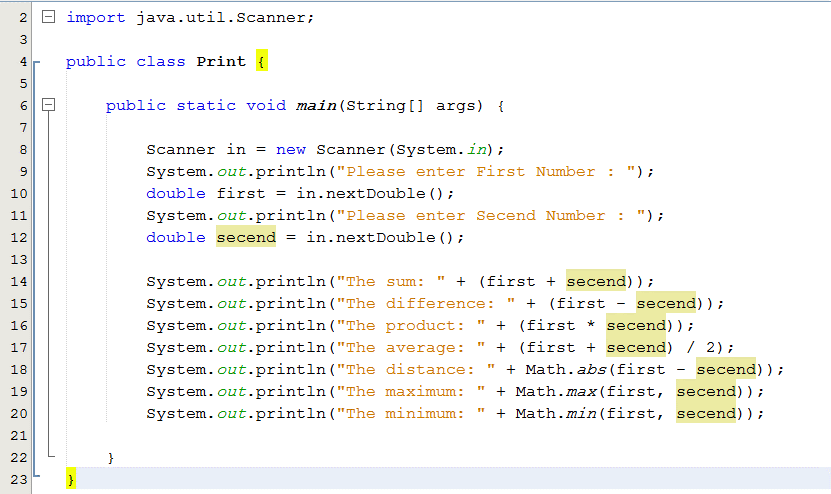 2 import java.util.Scanner;
3
4 public class Print {
5
6 public static void main(String[] args) {
7
8 Scanner in = new Scanner(System.in);
9 System.out.println("Please enter First Number : ");
10 double first = in.nextDouble();
11 System.out.println("Please enter Secend Number : ");
12 double secend = in.nextDouble();
13
14 System.out.println("The sum: " + (first + secend));
15 System.out.println("The difference: " + (first - secend));
16 System.out.println("The product: " + (first * secend));
17 System.out.println("The average: " + (first + secend) / 2);
18 System.out.println("The distance: " + Math.abs(first - secend));
19 System.out.println("The maximum: " + Math.max(first, secend));
20 System.out.println("The minimum: " + Math.min(first, secend));
21
22 }
23 }